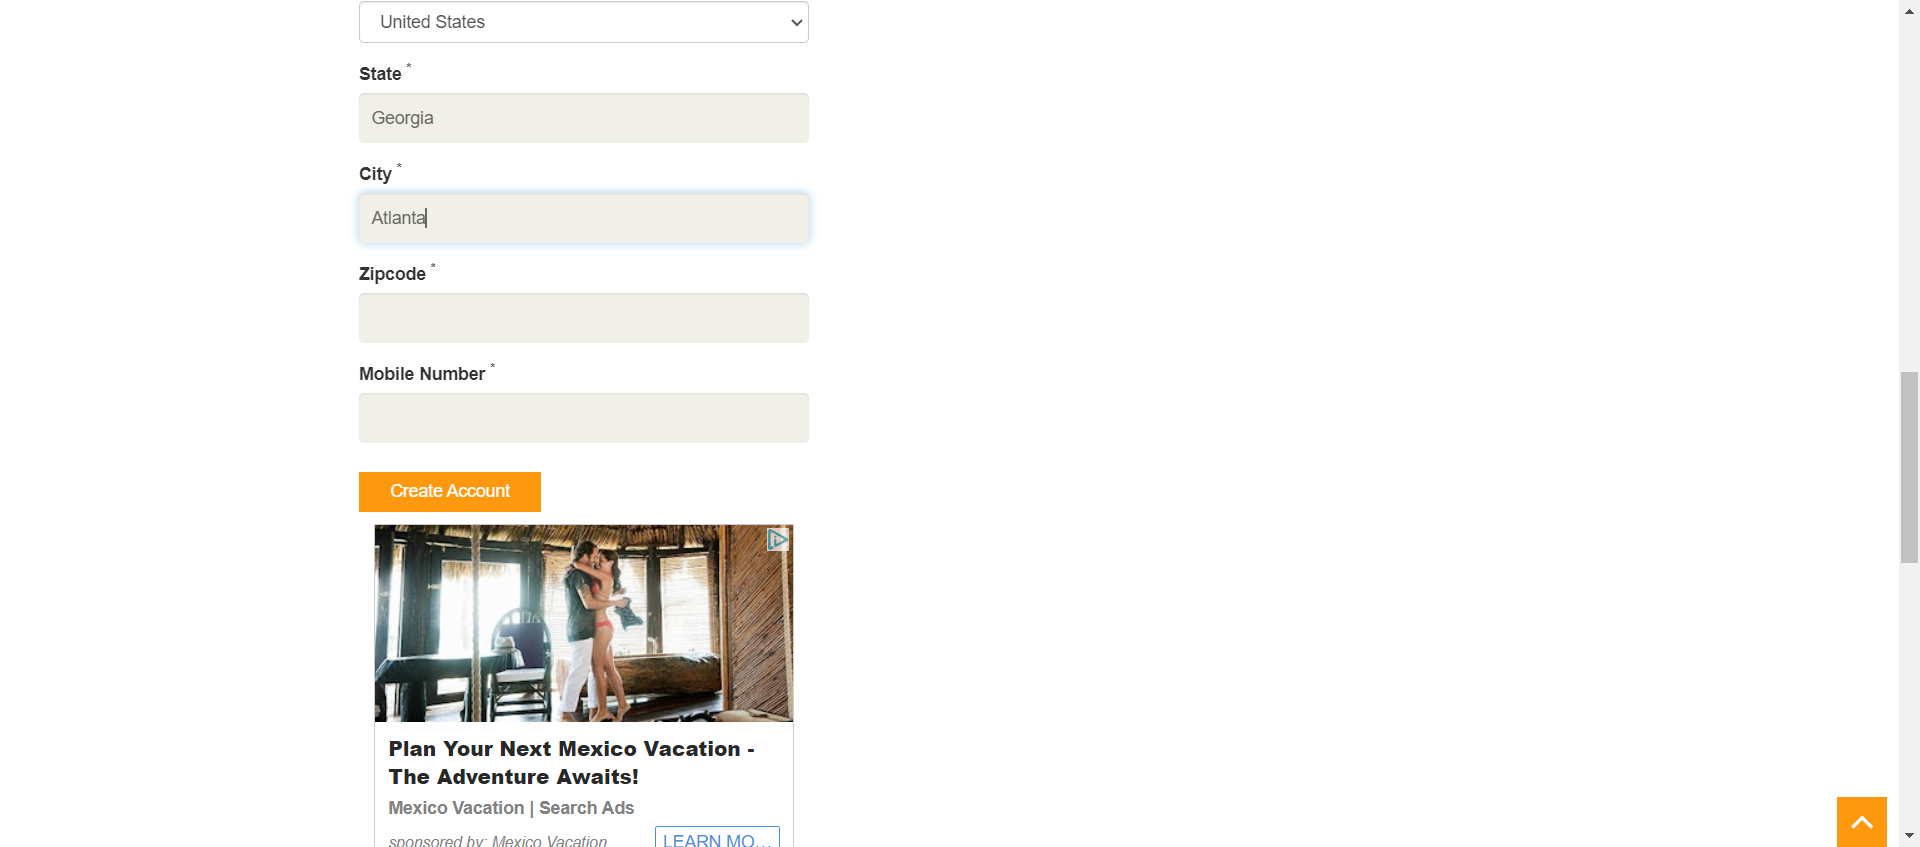 United States
State *
Georgia
City *
Atlanta
Zipcode *
Mobile Number *
Create Account
Plan Your Next Mexico Vacation -
The Adventure Awaits!
Mexico Vacation | Search Ads
sponsored by: Mexico Vacation
LEARN MO...